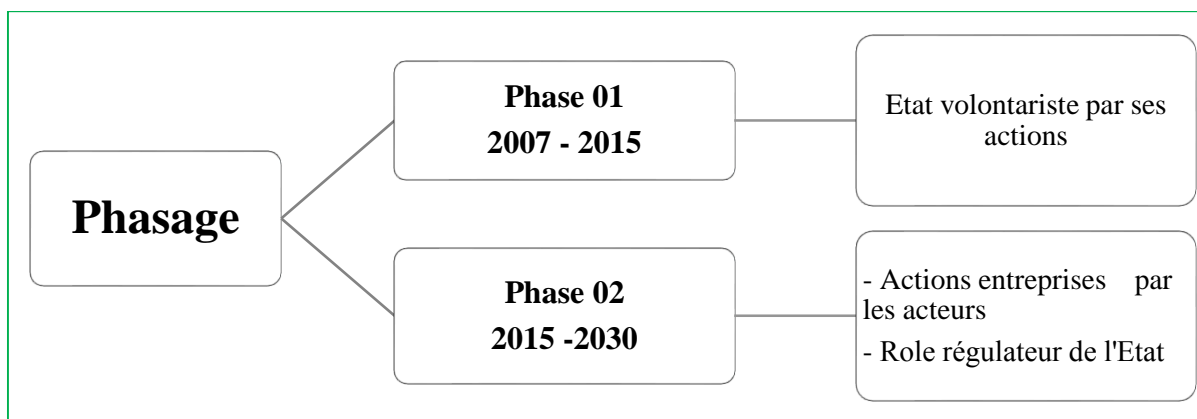 Phasage
Phase 01
2007 - 2015
Etat volontariste par ses
actions
Phase 02
2015 -2030
- Actions entreprises par
les acteurs
- Role régulateur de l'Etat